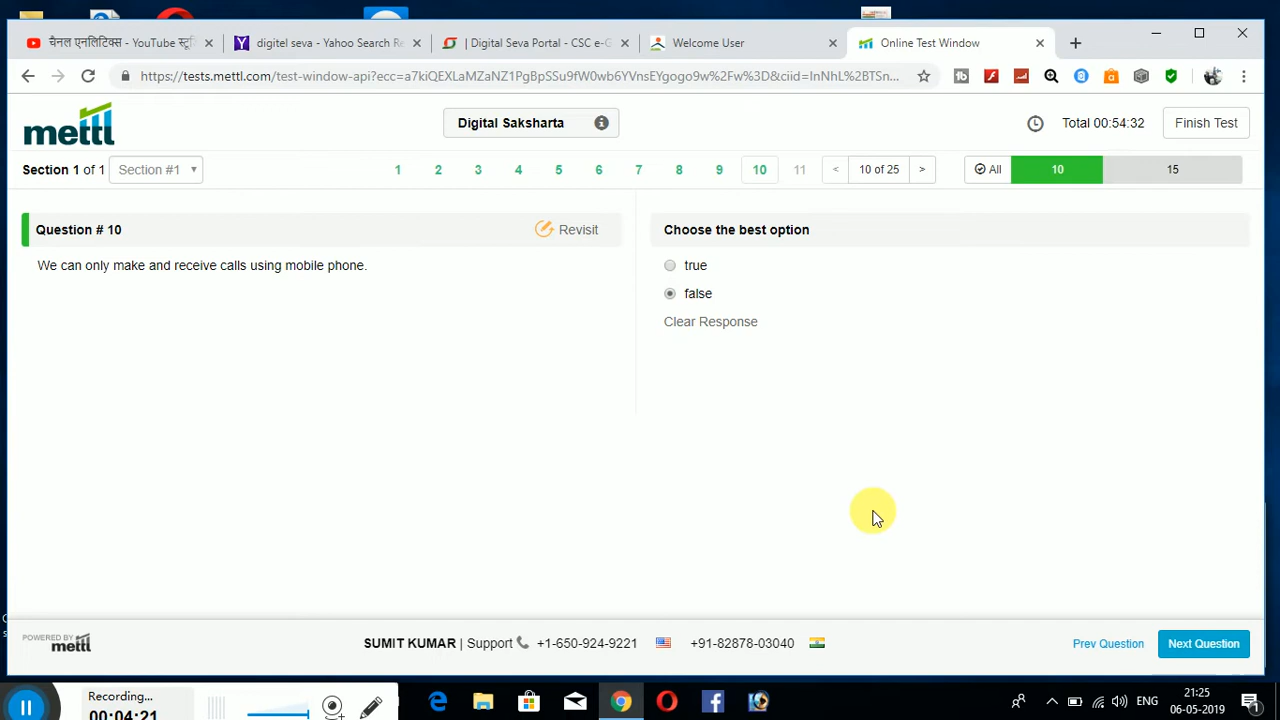 चैनल एनलिटिक्स - YouTube स्टू
digitel seva - Yahoo Search Re
| Digital Seva Portal - CSC e-G
Welcome User
Online Test Window
https://tests.mettl.com/test-window-api?ecc=a7kiQEXLaMZaNZ1PgBpSSu9fW0wb6YVnsEYgogo9w%2Fw%3D&ciid=InNhL%2BTSn...
mettl
Digital Saksharta
Total 00:54:32
Finish Test
Section 1 of 1
Section #1
1 2 3 4 5 6 7 8 9 10 11
< 10 of 25 >
All 10 15
Question # 10
Revisit
Choose the best option
We can only make and receive calls using mobile phone.
true
false
Clear Response
POWERED BY
mettl
SUMIT KUMAR | Support +1-650-924-9221 +91-82878-03040
Prev Question
Next Question
Recording...
00:04:21
ENG
21:25
06-05-2019
1